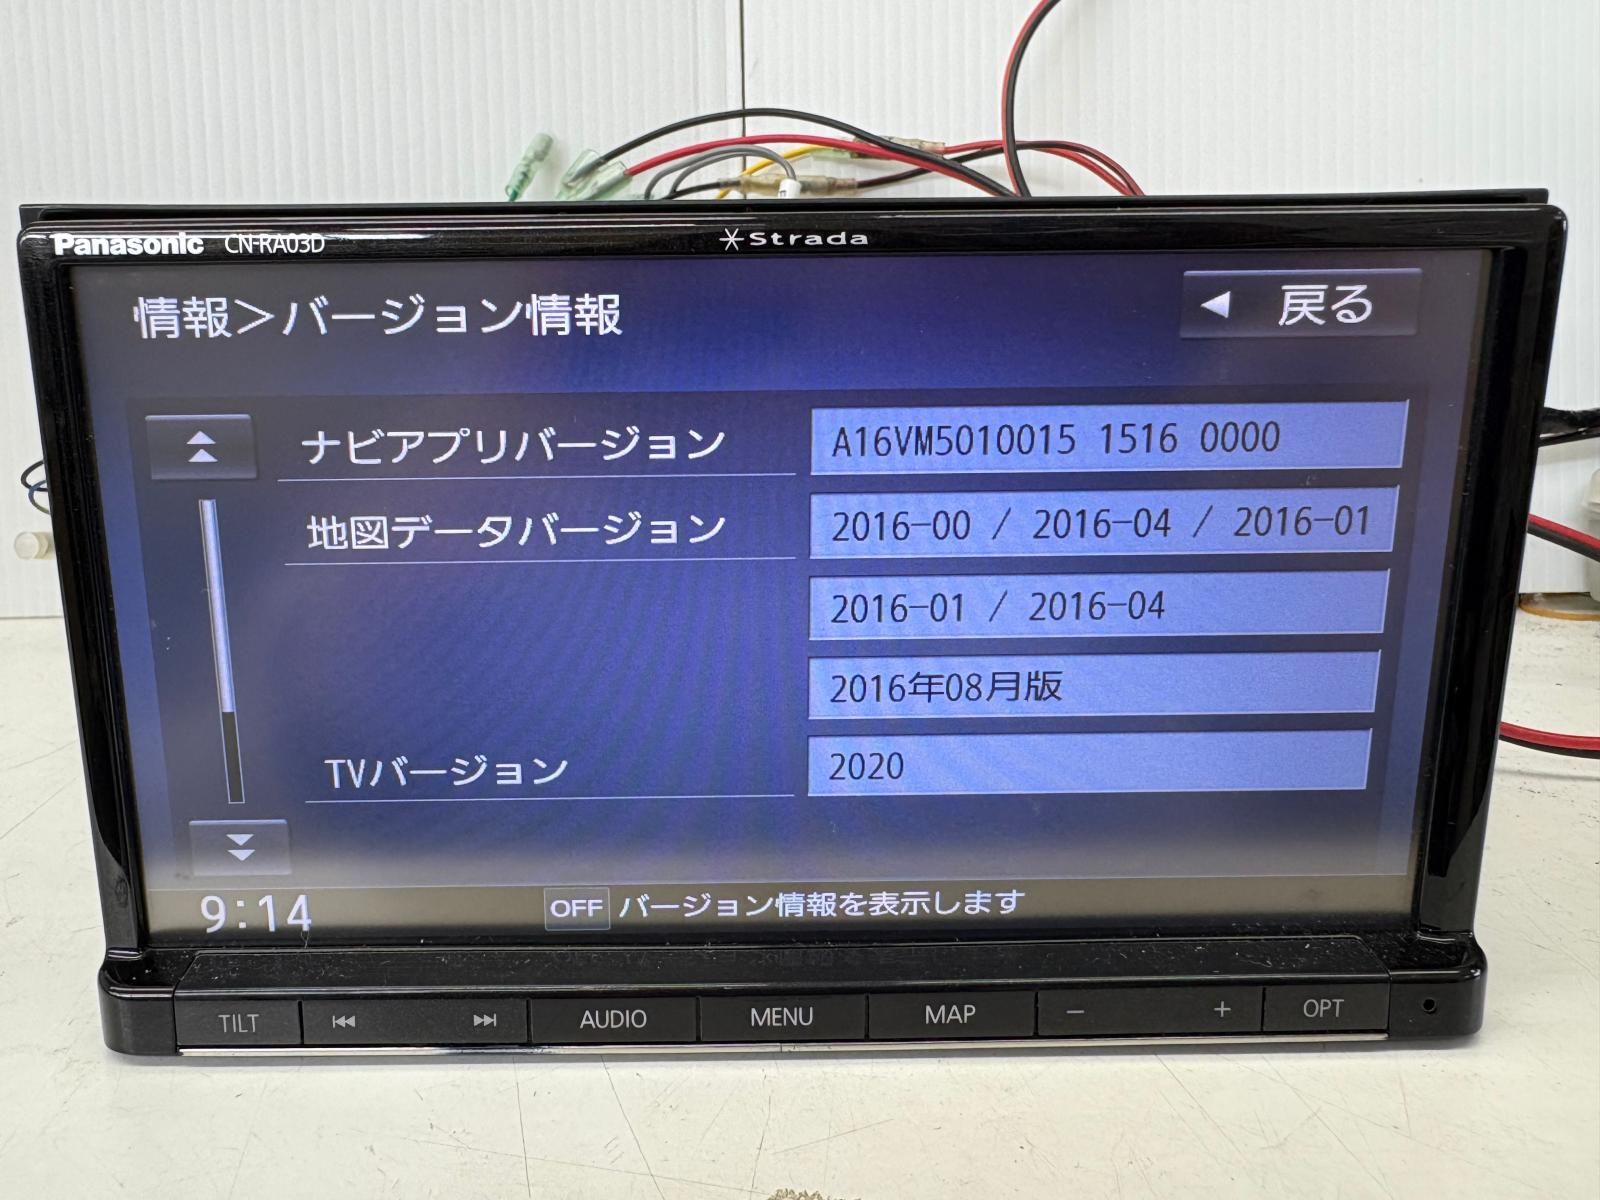 Panasonic CN-RA03D Strada
情報>バージョン情報
戻る
ナビアプリバージョン A16VM5010015 1516 0000
地図データバージョン 2016-00 / 2016-04 / 2016-01
2016-01 / 2016-04
2016年08月版
TVバージョン 2020
9:14 OFF バージョン情報を表示します
TILT AUDIO MENU MAP − + OPT